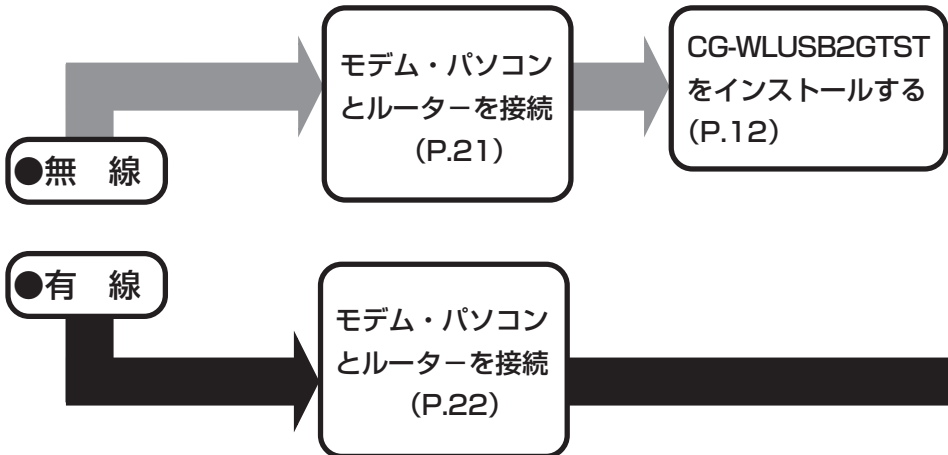 モデム・パソコン
とルーターを接続
(P.21)
CG-WLUSB2GTST
をインストールする
(P.12)
●無　線
●有　線
モデム・パソコン
とルーターを接続
(P.22)